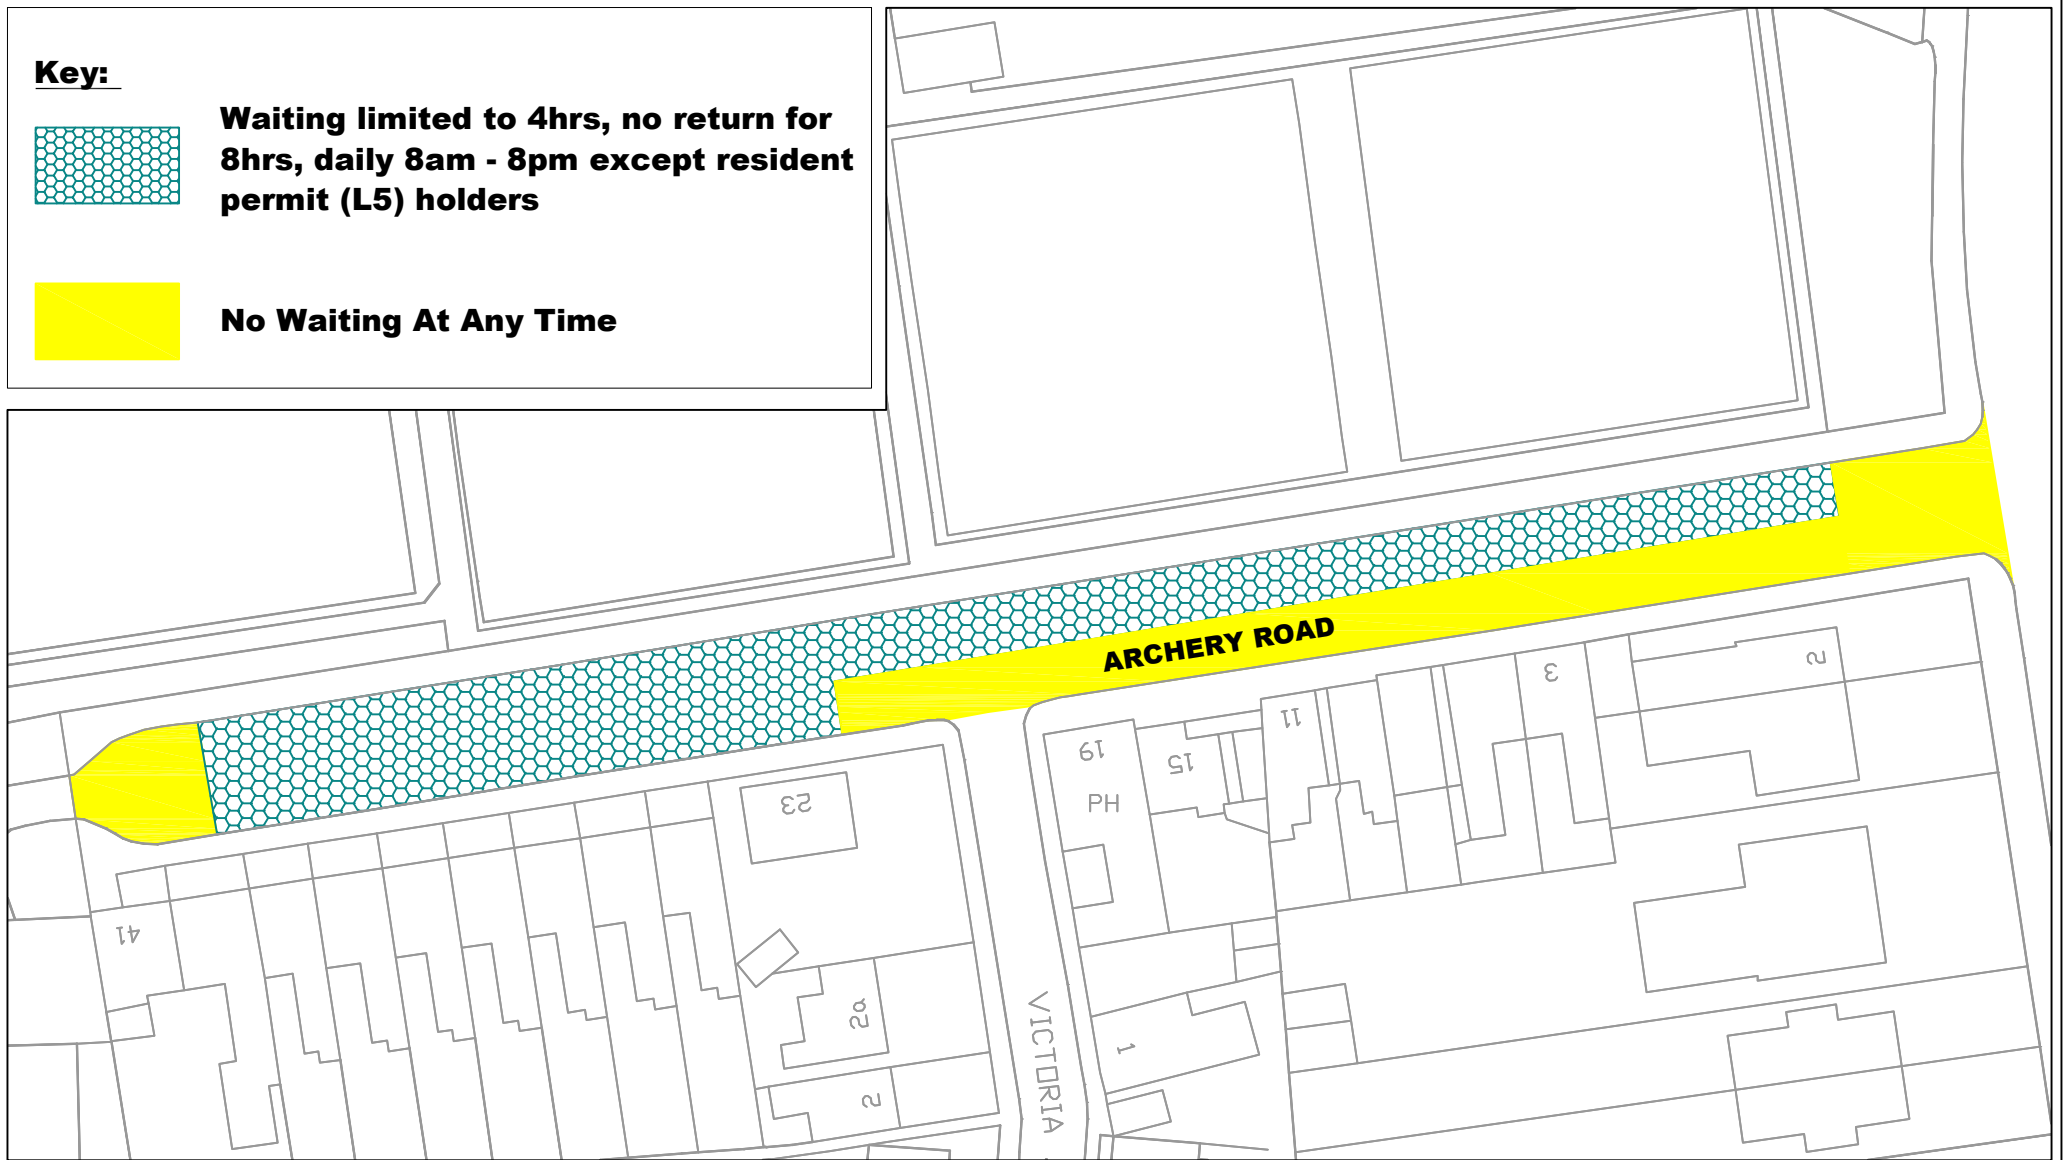 Key:
Waiting limited to 4hrs, no return for
8hrs, daily 8am - 8pm except resident
permit (L5) holders
No Waiting At Any Time
ARCHERY ROAD
2
3
11
19
15
PH
23
41
2a
1
2
VICTORIA